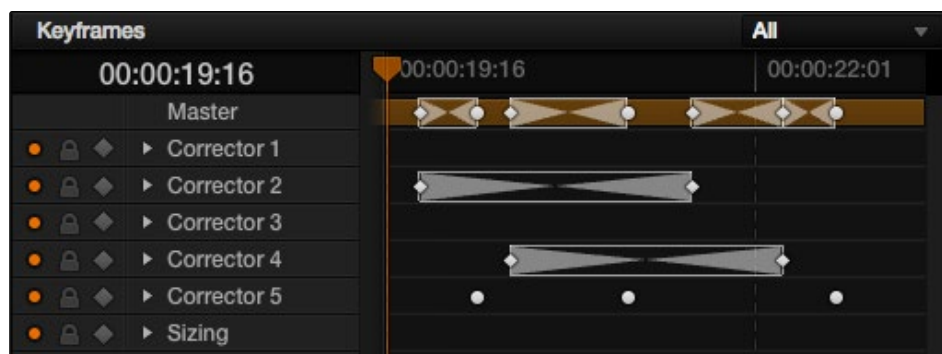 Keyframes All
00:00:19:16 00:00:19:16 00:00:22:01
Master
Corrector 1
Corrector 2
Corrector 3
Corrector 4
Corrector 5
Sizing